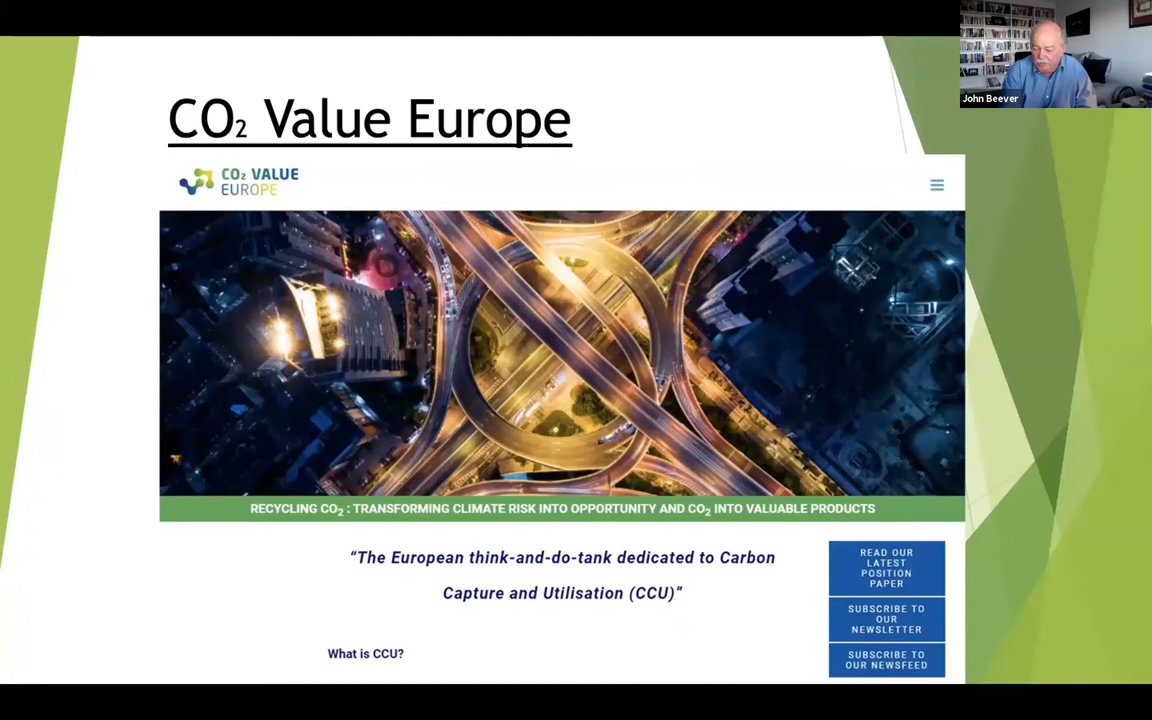 CO₂ Value Europe
John Beever
CO₂ VALUE
EUROPE
RECYCLING CO₂ : TRANSFORMING CLIMATE RISK INTO OPPORTUNITY AND CO₂ INTO VALUABLE PRODUCTS
“The European think-and-do-tank dedicated to Carbon
Capture and Utilisation (CCU)”
READ OUR
LATEST
POSITION
PAPER
SUBSCRIBE TO
OUR
NEWSLETTER
SUBSCRIBE TO
OUR NEWSFEED
What is CCU?